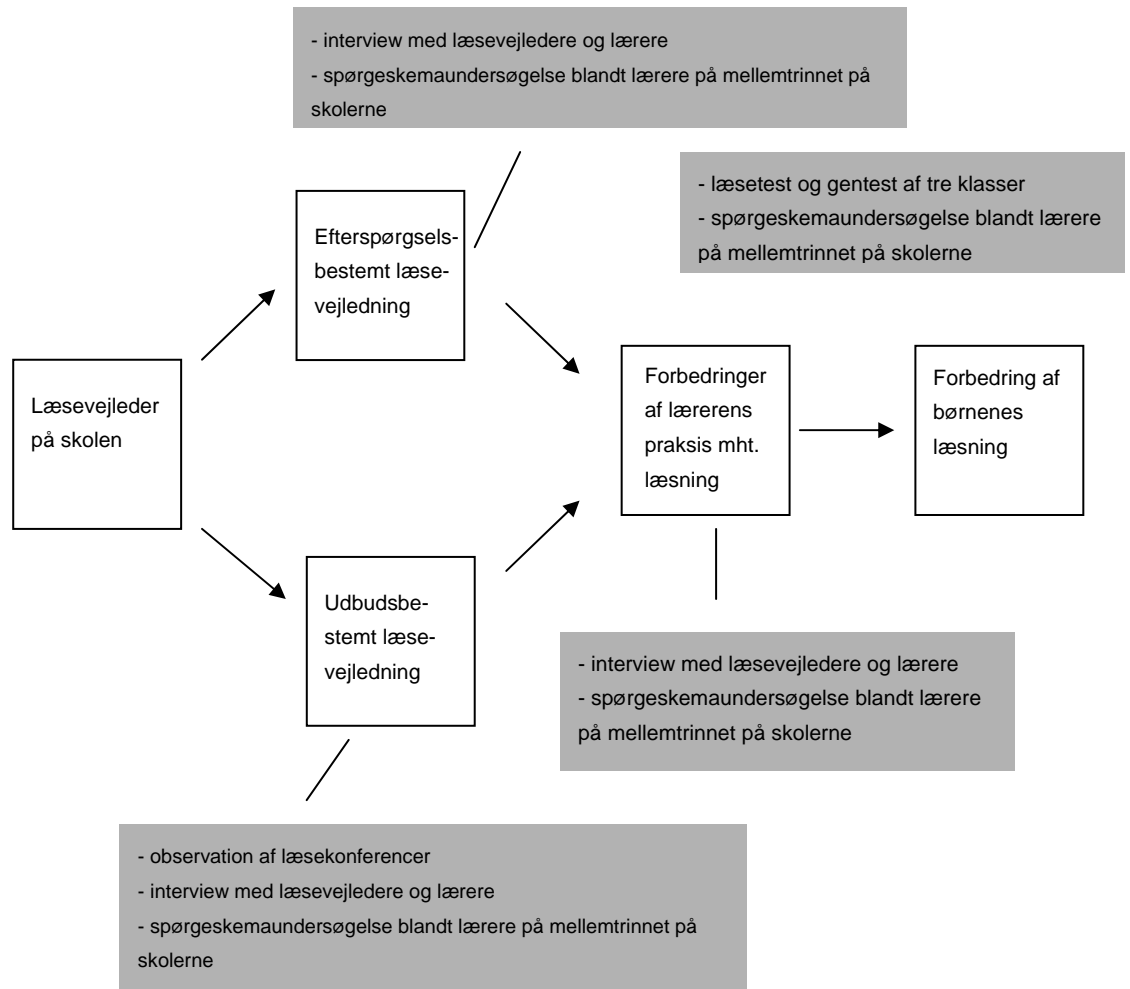 - interview med læsevejledere og lærere
- spørgeskemaundersøgelse blandt lærere på mellemtrinnet på
skolerne
- læsetest og gentest af tre klasser
- spørgeskemaundersøgelse blandt lærere
på mellemtrinnet på skolerne
Efterspørgsels-
bestemt læse-
vejledning
Læsevejleder
på skolen
Forbedringer
af lærerens
praksis mht.
læsning
Forbedring af
børnenes
læsning
Udbudsbe-
stemt læse-
vejledning
- interview med læsevejledere og lærere
- spørgeskemaundersøgelse blandt lærere
på mellemtrinnet på skolerne
- observation af læsekonferencer
- interview med læsevejledere og lærere
- spørgeskemaundersøgelse blandt lærere på mellemtrinnet på
skolerne